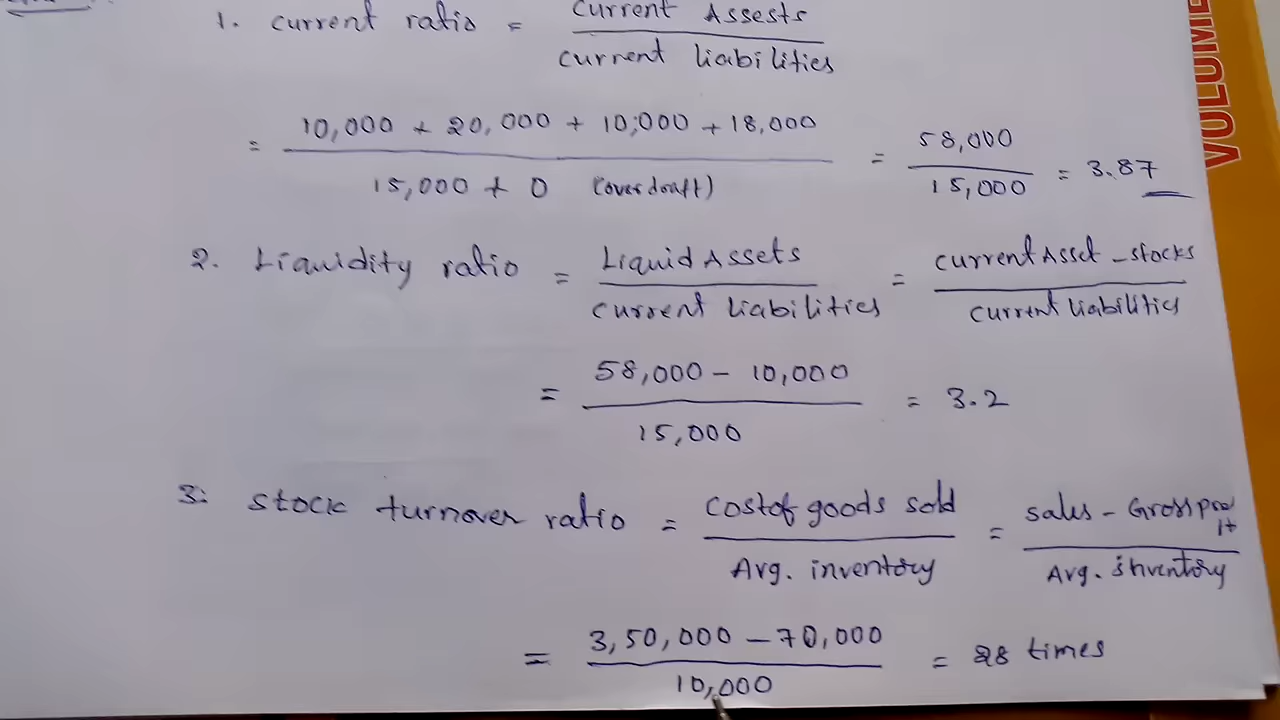 1. current ratio = Current Assests / current liabilities
= 10,000 + 20,000 + 10,000 + 18,000 / 15,000 + 0 (overdraft) = 58,000 / 15,000 = 3.87
2. Liquidity ratio = Liquid Assets / current liabilities = current Asset - stocks / current liabilities
= 58,000 - 10,000 / 15,000 = 3.2
3. stock turnover ratio = cost of goods sold / Avg. inventory = sales - Gross profit / Avg. inventory
= 3,50,000 - 70,000 / 10,000 = 28 times
VOLUME